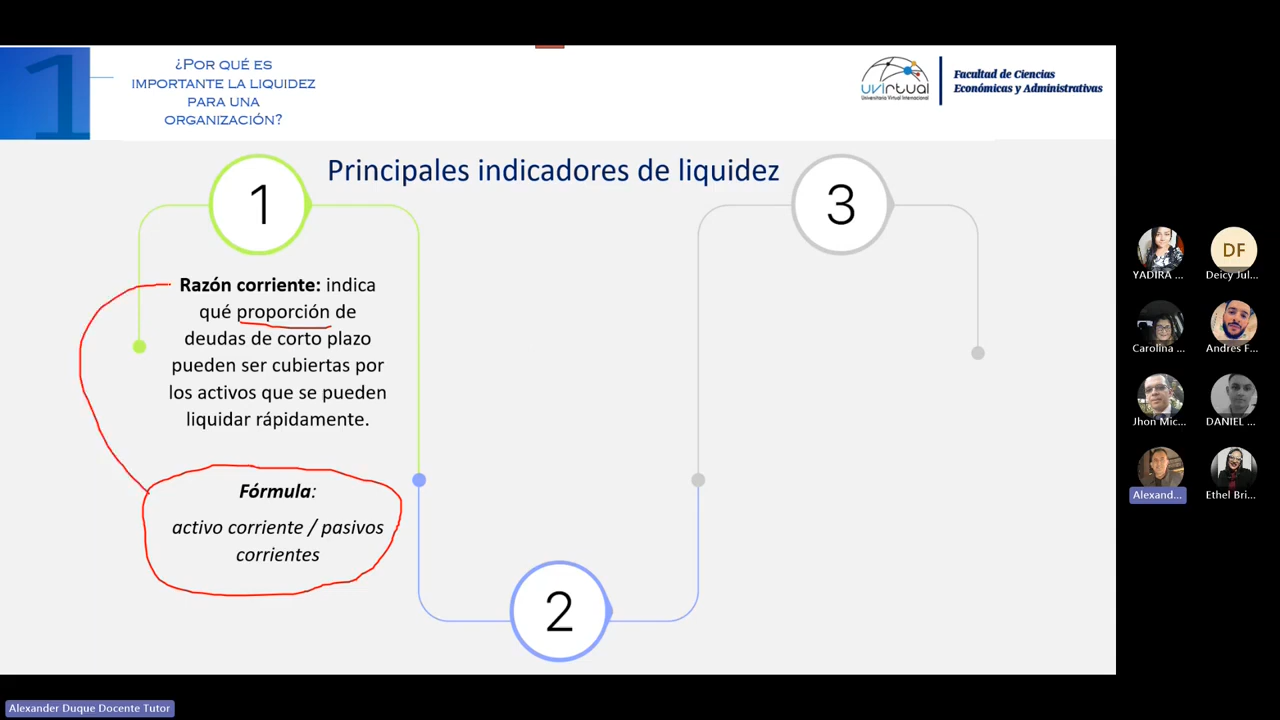 1
¿POR QUÉ ES
IMPORTANTE LA LIQUIDEZ
PARA UNA
ORGANIZACIÓN?
uvirtual
Universitaria Virtual Internacional
Facultad de Ciencias
Económicas y Administrativas
Principales indicadores de liquidez
1
3
Razón corriente: indica
qué proporción de
deudas de corto plazo
pueden ser cubiertas por
los activos que se pueden
liquidar rápidamente.
Fórmula:
activo corriente / pasivos
corrientes
2
DF
YADIRA ...
Deicy Jul...
Carolina ...
Andres F...
Jhon Mic...
DANIEL ...
Alexand...
Ethel Bri...
Alexander Duque Docente Tutor